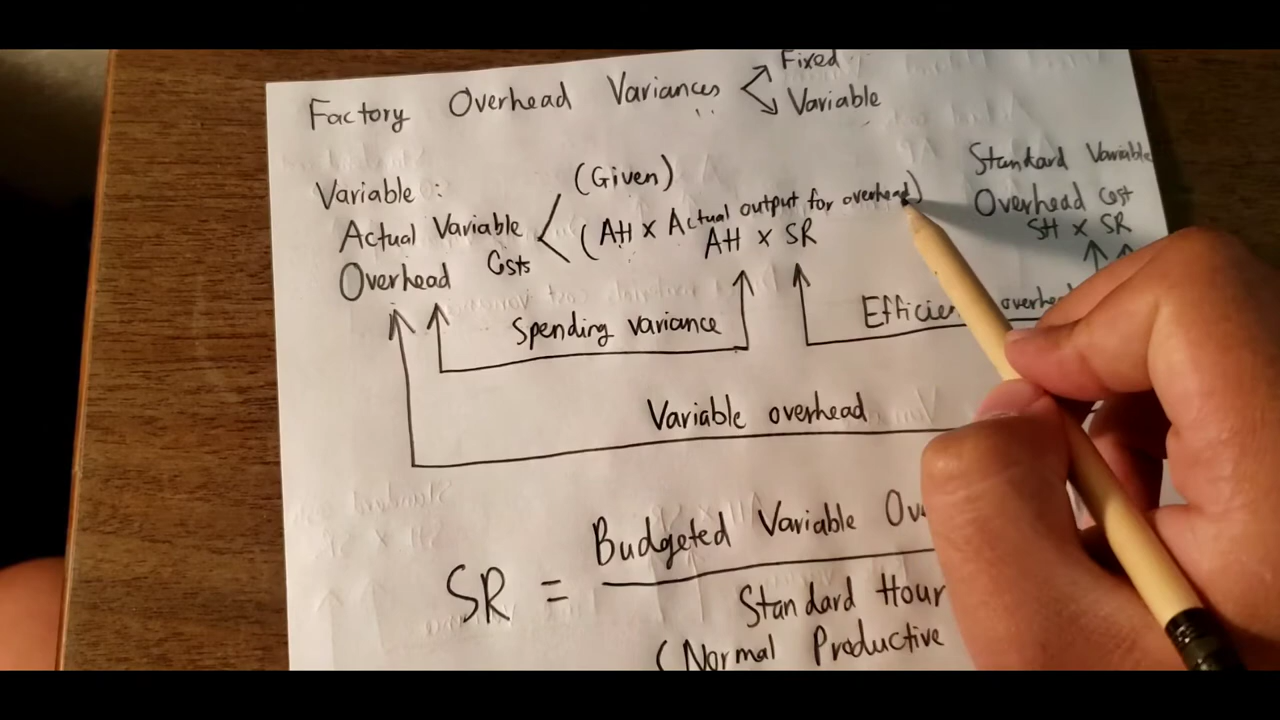 Factory Overhead Variances
Fixed
Variable
Variable :
(Given)
Actual Variable
Overhead Costs
(AH x Actual output for overhead)
AH x SR
Standard Variable
Overhead Cost
SH x SR
Spending variance
Variable overhead
SR =
Budgeted Variable
Standard Hour
(Normal Productive